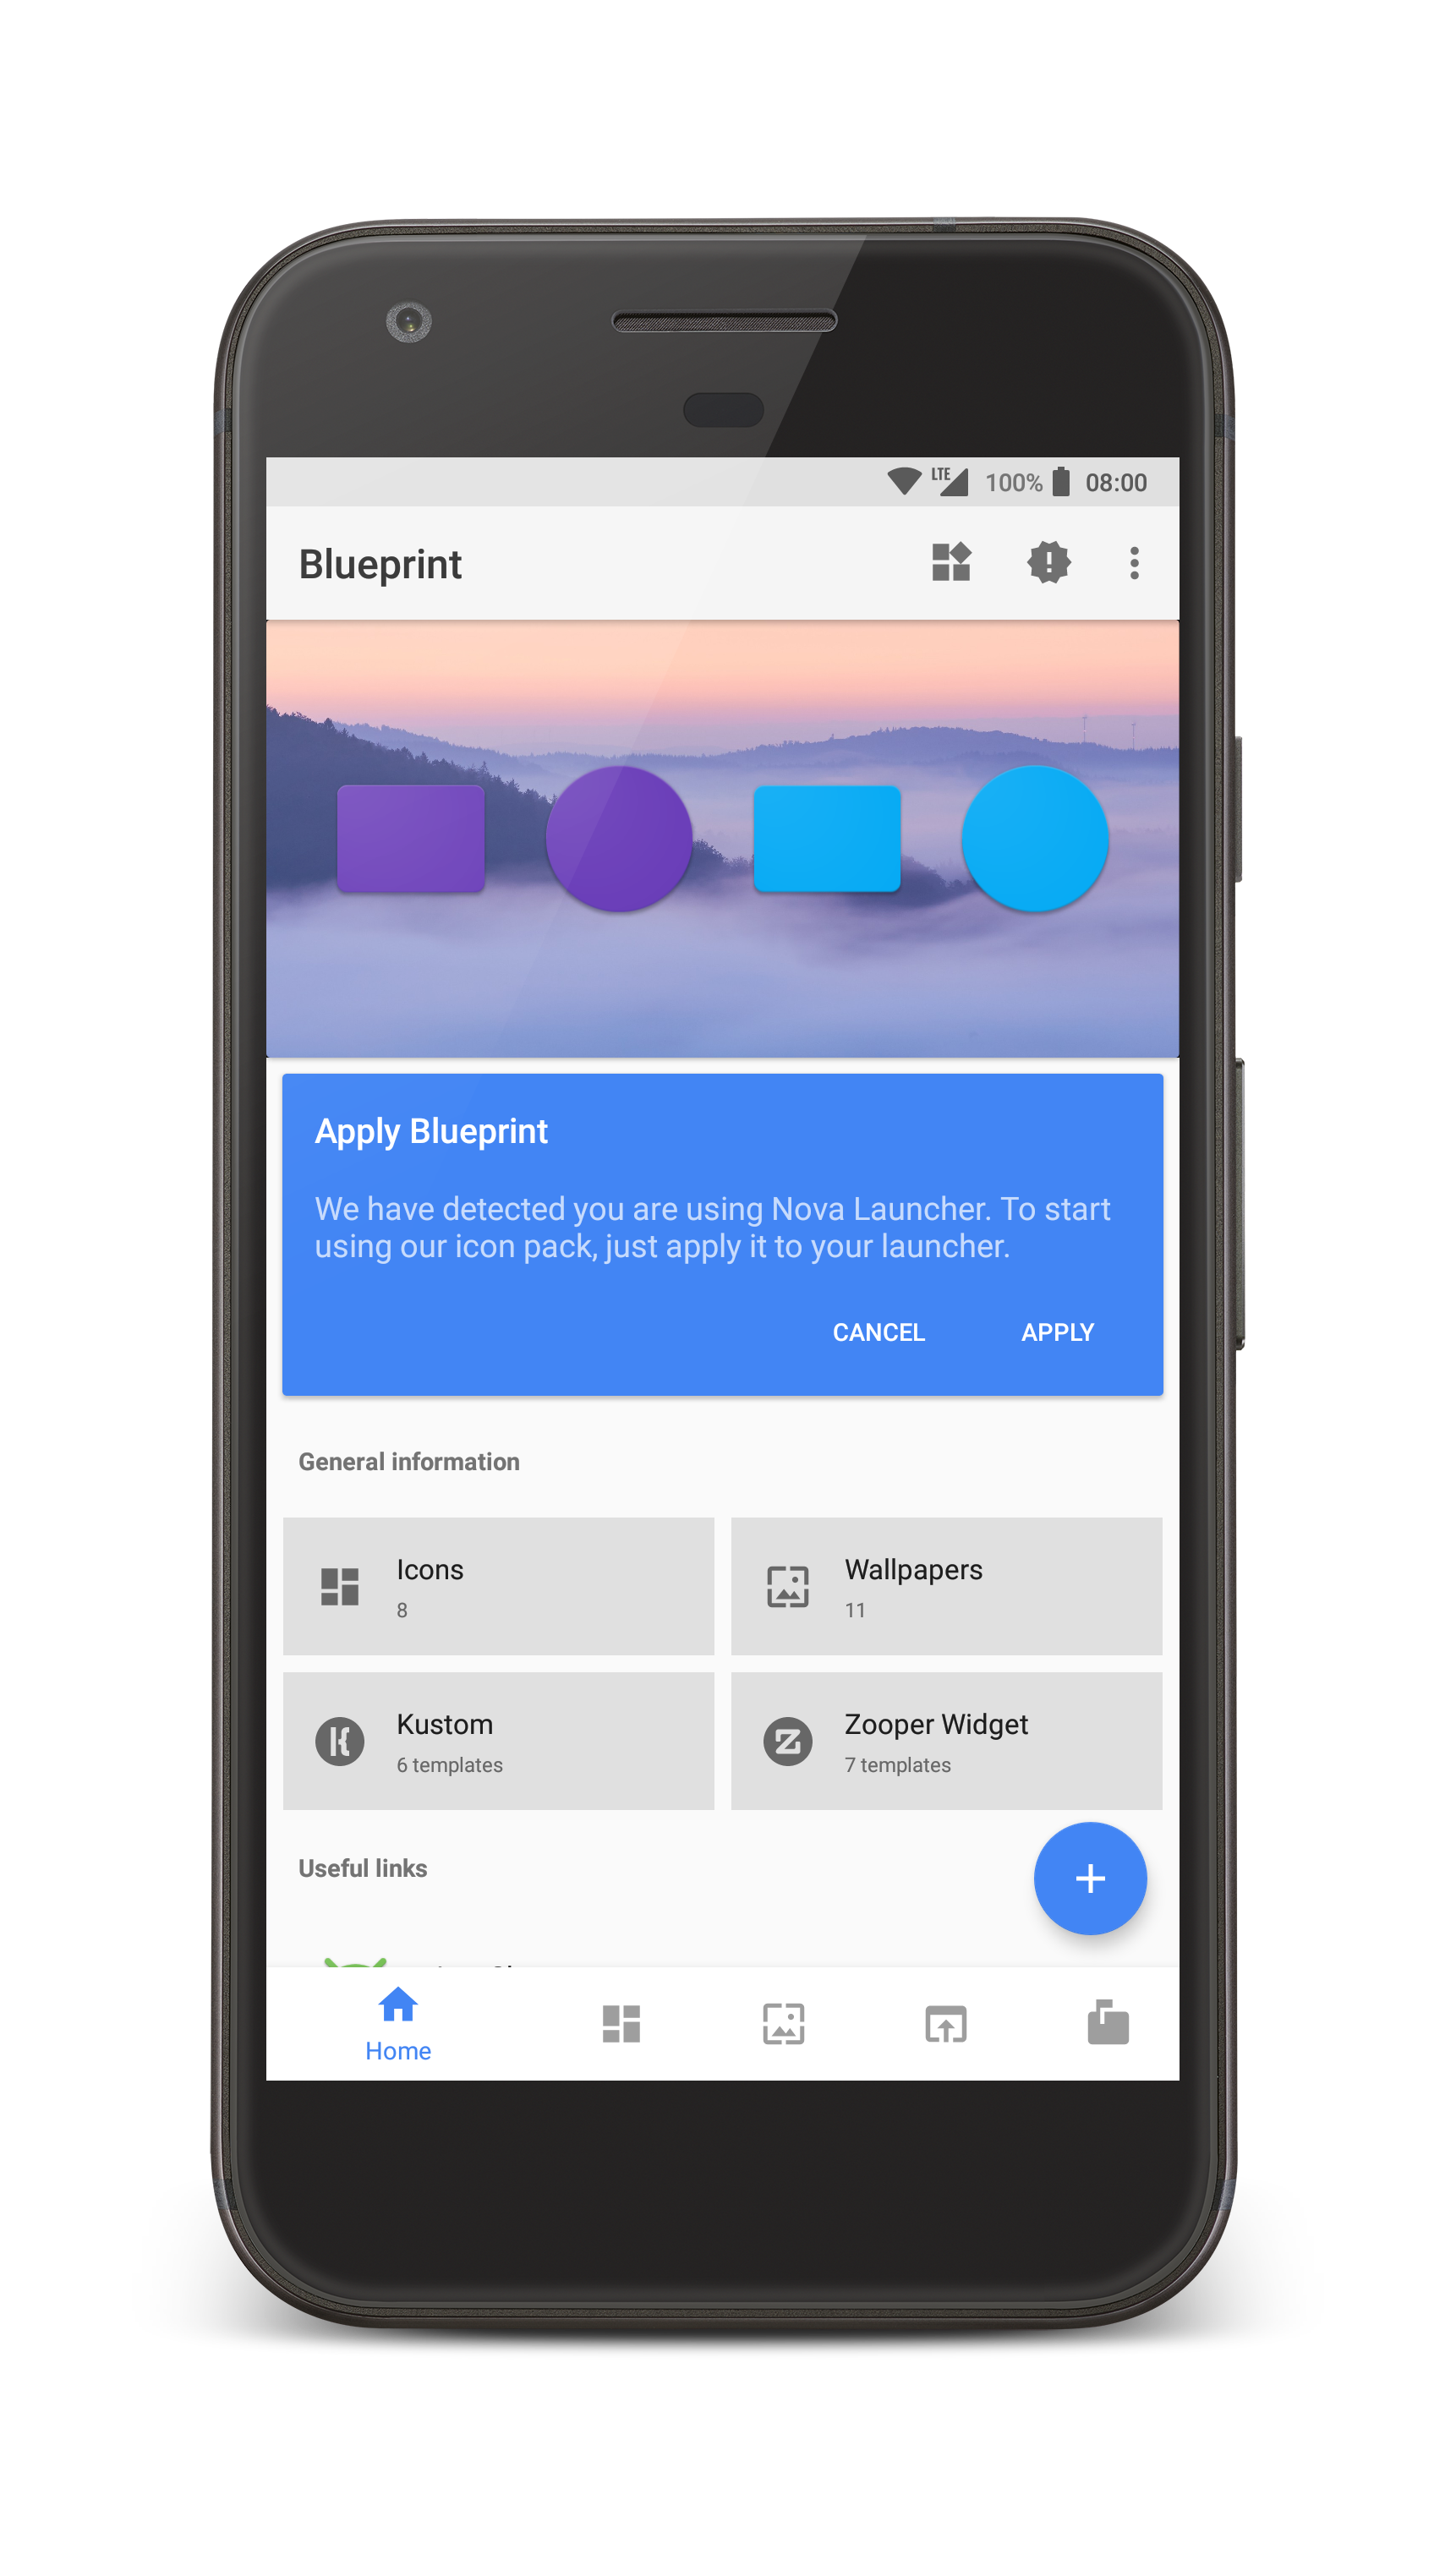 LTE 100% 08:00
Blueprint
Apply Blueprint
We have detected you are using Nova Launcher. To start
using our icon pack, just apply it to your launcher.
CANCEL APPLY
General information
Icons
8
Wallpapers
11
Kustom
6 templates
Zooper Widget
7 templates
Useful links
Home